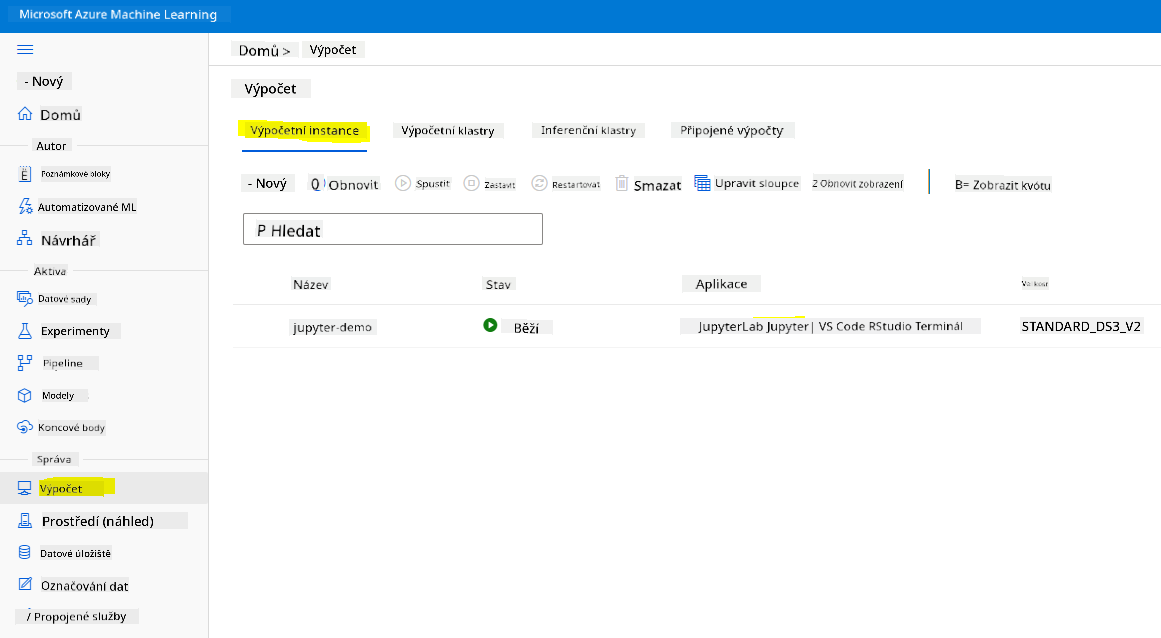 Microsoft Azure Machine Learning
- Nový
Domů
Autor
Poznámkové bloky
Automatizované ML
Návrhář
Aktiva
Datové sady
Experimenty
Pipeline
Modely
Koncové body
Správa
Výpočet
Prostředí (náhled)
Datové úložiště
Označování dat
/ Propojené služby
Domů > Výpočet
Výpočet
Výpočetní instance Výpočetní klastry Inferenční klastry Připojené výpočty
- Nový Obnovit Spustit Zastavit Restartovat Smazat Upravit sloupce 2 Obnovit zobrazení B= Zobrazit kvótu
P Hledat
Název Stav Aplikace Velikost
jupyter-demo Běží JupyterLab Jupyter| VS Code RStudio Terminál STANDARD_DS3_V2